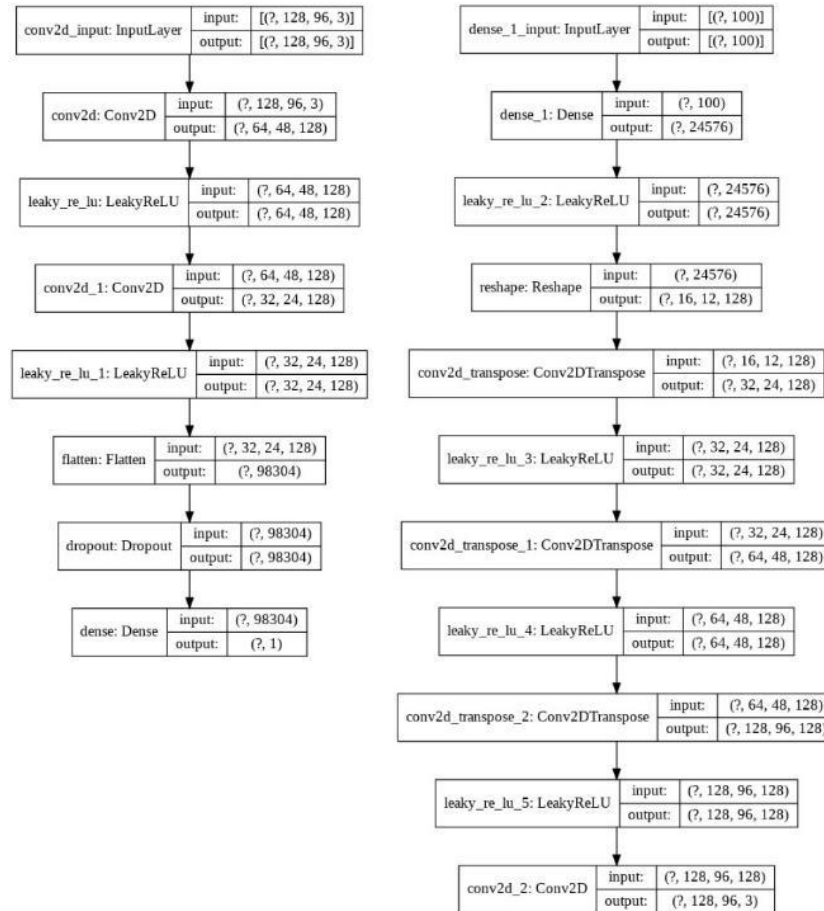 conv2d_input: InputLayer input: [(?, 128, 96, 3)]
output: [(?, 128, 96, 3)]
conv2d: Conv2D input: (?, 128, 96, 3)
output: (?, 64, 48, 128)
leaky_re_lu: LeakyReLU input: (?, 64, 48, 128)
output: (?, 64, 48, 128)
conv2d_1: Conv2D input: (?, 64, 48, 128)
output: (?, 32, 24, 128)
leaky_re_lu_1: LeakyReLU input: (?, 32, 24, 128)
output: (?, 32, 24, 128)
flatten: Flatten input: (?, 32, 24, 128)
output: (?, 98304)
dropout: Dropout input: (?, 98304)
output: (?, 98304)
dense: Dense input: (?, 98304)
output: (?, 1)
dense_1_input: InputLayer input: [(?, 100)]
output: [(?, 100)]
dense_1: Dense input: (?, 100)
output: (?, 24576)
leaky_re_lu_2: LeakyReLU input: (?, 24576)
output: (?, 24576)
reshape: Reshape input: (?, 24576)
output: (?, 16, 12, 128)
conv2d_transpose: Conv2DTranspose input: (?, 16, 12, 128)
output: (?, 32, 24, 128)
leaky_re_lu_3: LeakyReLU input: (?, 32, 24, 128)
output: (?, 32, 24, 128)
conv2d_transpose_1: Conv2DTranspose input: (?, 32, 24, 128)
output: (?, 64, 48, 128)
leaky_re_lu_4: LeakyReLU input: (?, 64, 48, 128)
output: (?, 64, 48, 128)
conv2d_transpose_2: Conv2DTranspose input: (?, 64, 48, 128)
output: (?, 128, 96, 128)
leaky_re_lu_5: LeakyReLU input: (?, 128, 96, 128)
output: (?, 128, 96, 128)
conv2d_2: Conv2D input: (?, 128, 96, 128)
output: (?, 128, 96, 3)